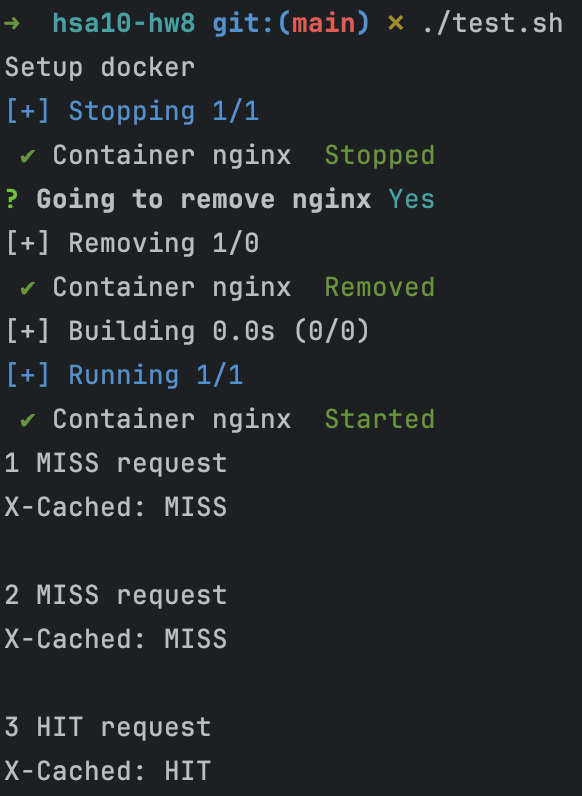 → hsa10-hw8 git:(main) × ./test.sh
Setup docker
[+] Stopping 1/1
✔ Container nginx  Stopped
? Going to remove nginx Yes
[+] Removing 1/0
✔ Container nginx  Removed
[+] Building 0.0s (0/0)
[+] Running 1/1
✔ Container nginx  Started
1 MISS request
X-Cached: MISS
2 MISS request
X-Cached: MISS
3 HIT request
X-Cached: HIT